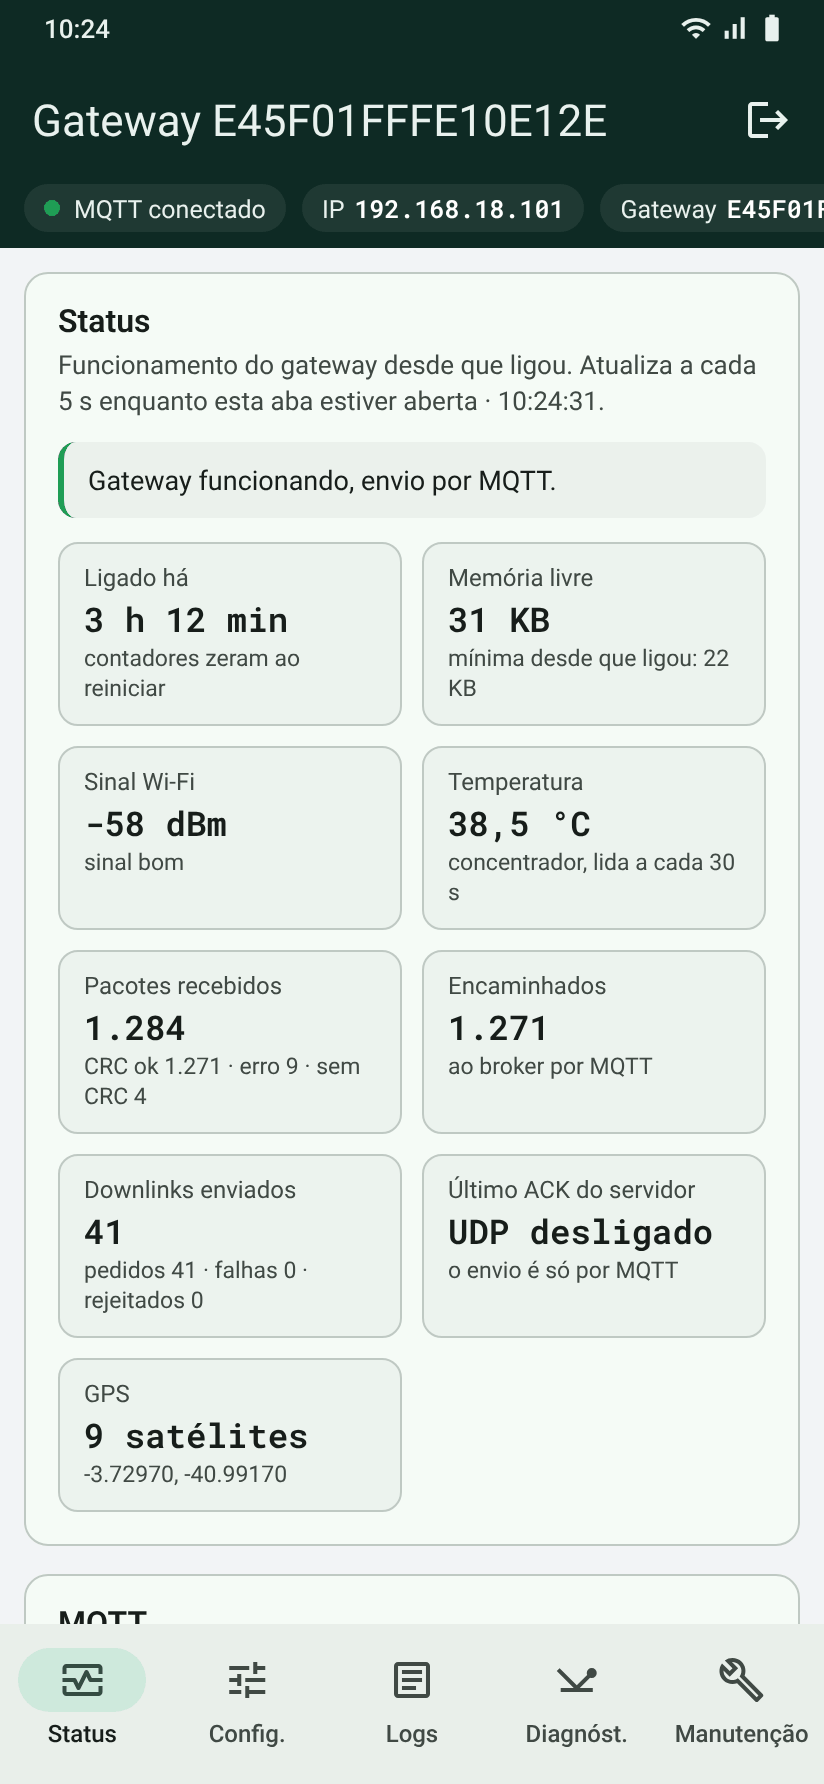 10:24
Gateway E45F01FFFE10E12E
MQTT conectado
IP 192.168.18.101
Gateway E45F01F
Status
Funcionamento do gateway desde que ligou. Atualiza a cada
5 s enquanto esta aba estiver aberta · 10:24:31.
Gateway funcionando, envio por MQTT.
Ligado há
3 h 12 min
contadores zeram ao
reiniciar
Memória livre
31 KB
mínima desde que ligou: 22
KB
Sinal Wi-Fi
-58 dBm
sinal bom
Temperatura
38,5 °C
concentrador, lida a cada 30
s
Pacotes recebidos
1.284
CRC ok 1.271 · erro 9 · sem
CRC 4
Encaminhados
1.271
ao broker por MQTT
Downlinks enviados
41
pedidos 41 · falhas 0 ·
rejeitados 0
Último ACK do servidor
UDP desligado
o envio é só por MQTT
GPS
9 satélites
-3.72970, -40.99170
MQTT
Status
Config.
Logs
Diagnóst.
Manutenção